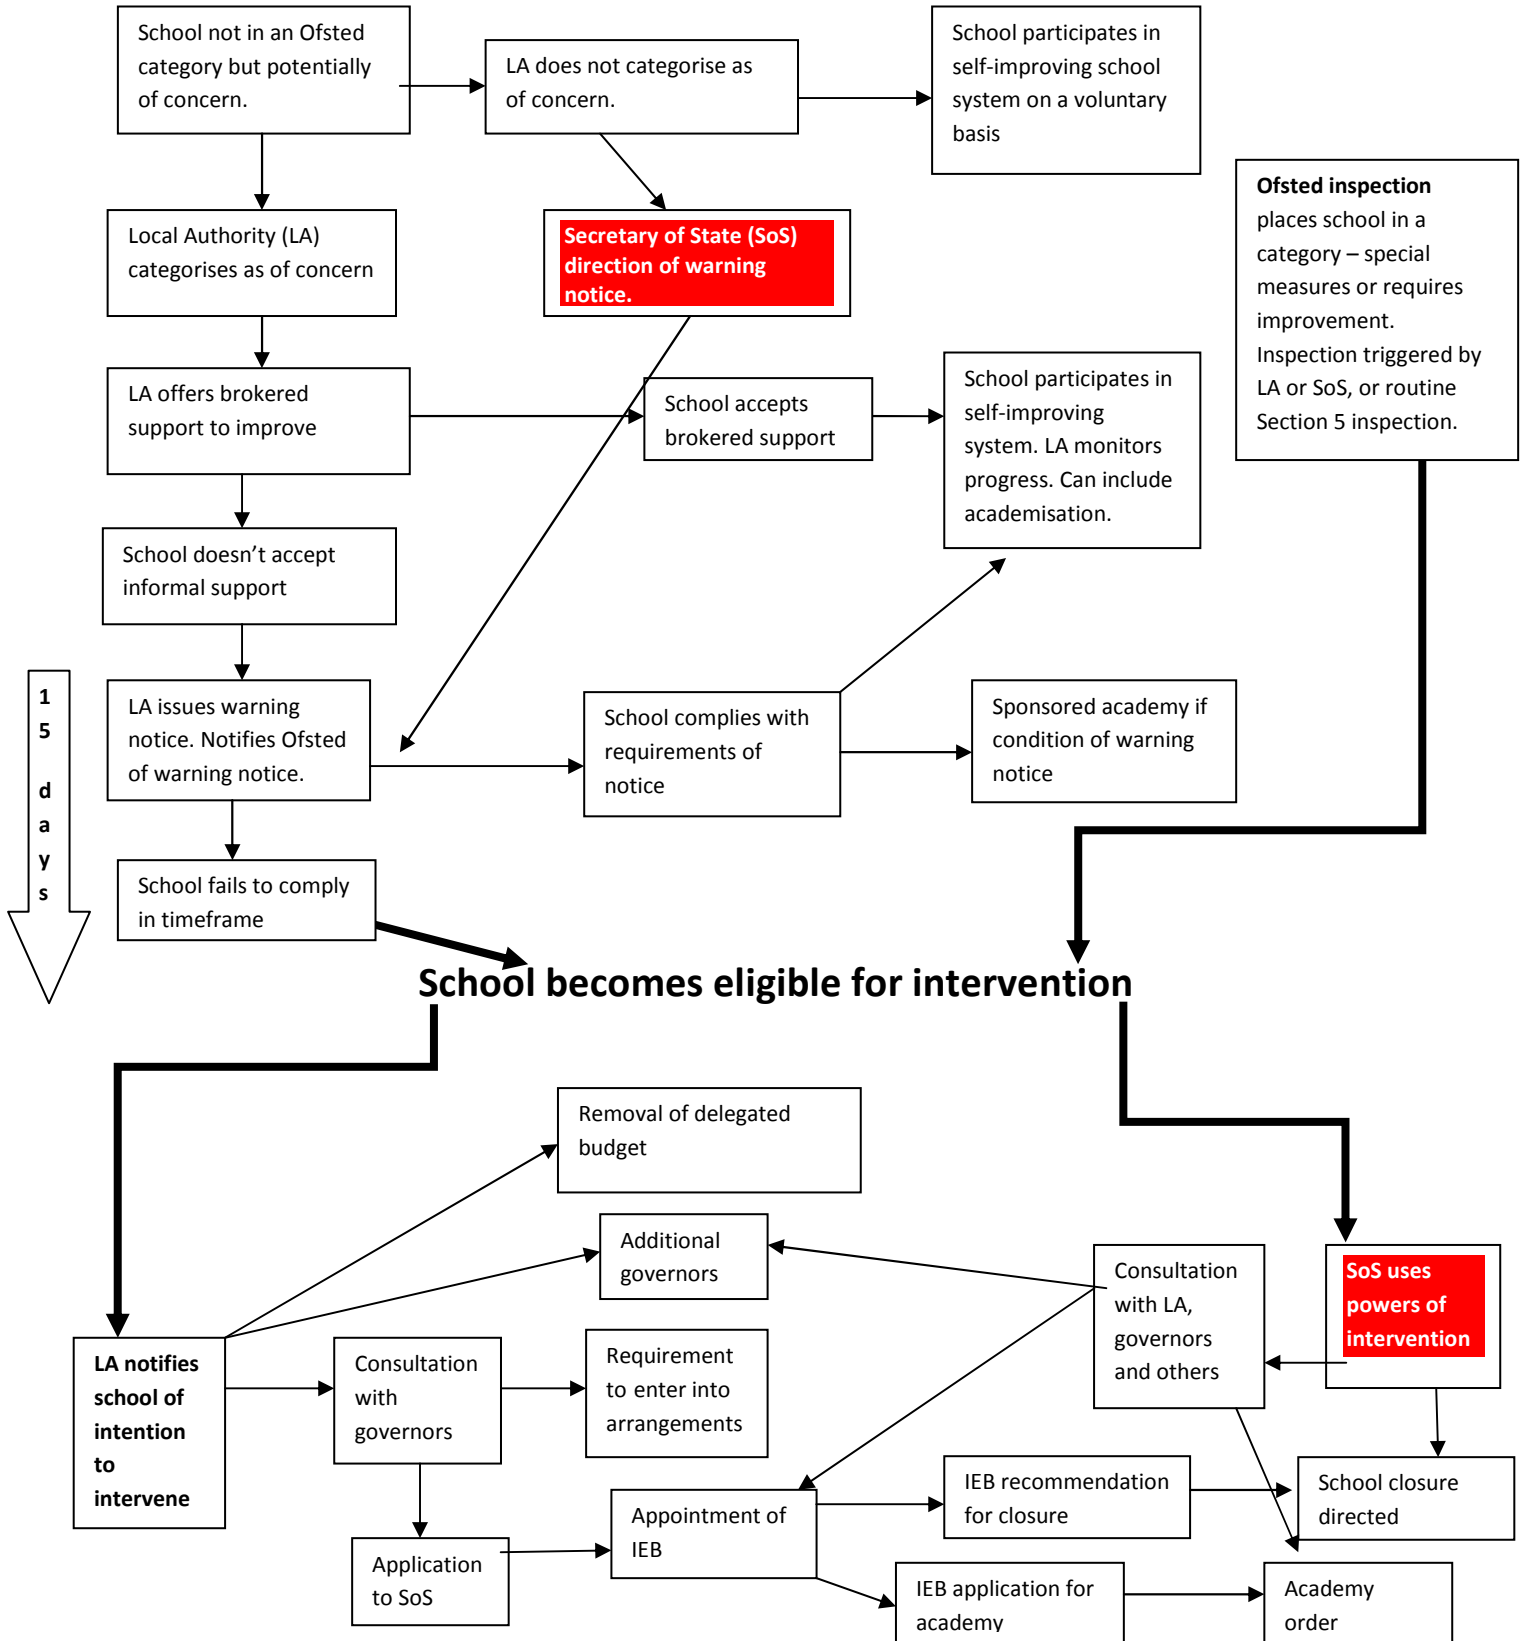 School not in an Ofsted
category but potentially
of concern.
LA does not categorise as
of concern.
School participates in
self-improving school
system on a voluntary
basis
Ofsted inspection
places school in a
category – special
measures or requires
improvement.
Inspection triggered by
LA or SoS, or routine
Section 5 inspection.
Local Authority (LA)
categorises as of concern
Secretary of State (SoS)
direction of warning
notice.
LA offers brokered
support to improve
School accepts
brokered support
School participates in
self-improving
system. LA monitors
progress. Can include
academisation.
School doesn’t accept
informal support
1
5
d
a
y
s
LA issues warning
notice. Notifies Ofsted
of warning notice.
School complies with
requirements of
notice
Sponsored academy if
condition of warning
notice
School fails to comply
in timeframe
School becomes eligible for intervention
Removal of delegated
budget
Additional
governors
Consultation
with LA,
governors
and others
SoS uses
powers of
intervention
LA notifies
school of
intention
to
intervene
Consultation
with
governors
Requirement
to enter into
arrangements
Application
to SoS
Appointment of
IEB
IEB recommendation
for closure
School closure
directed
IEB application for
academy
Academy
order